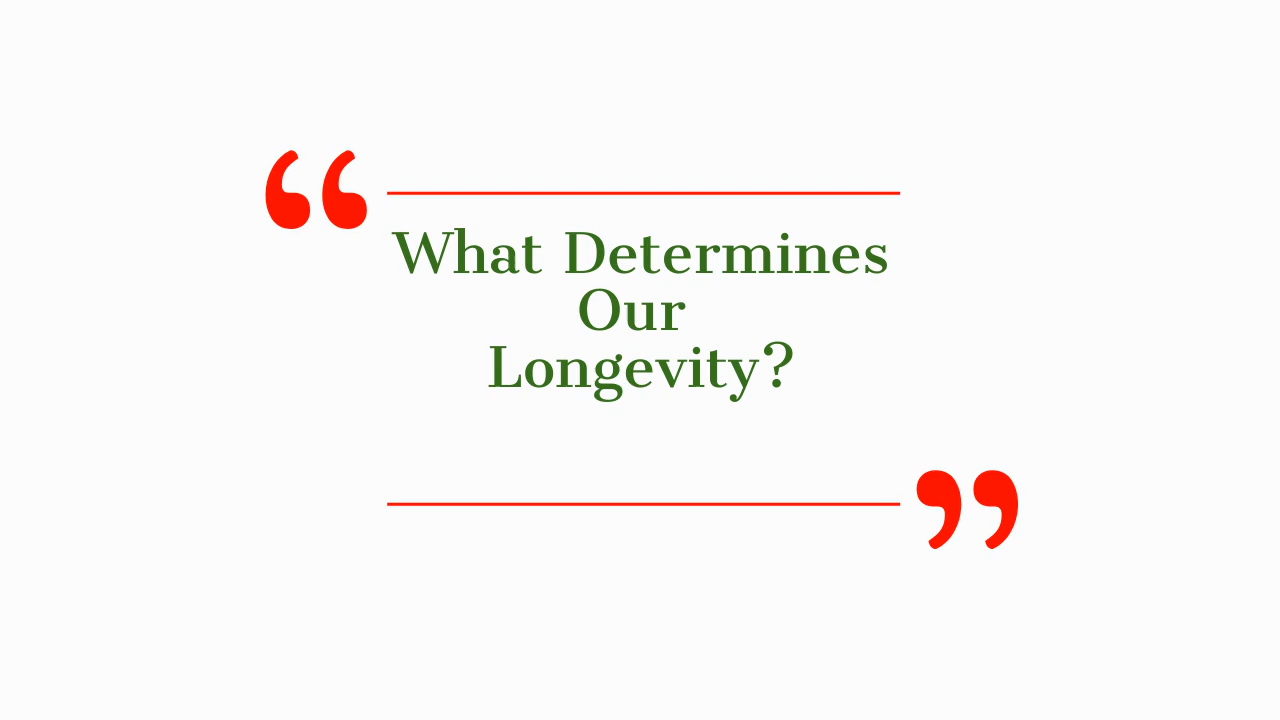 “
What Determines
Our
Longevity?
”